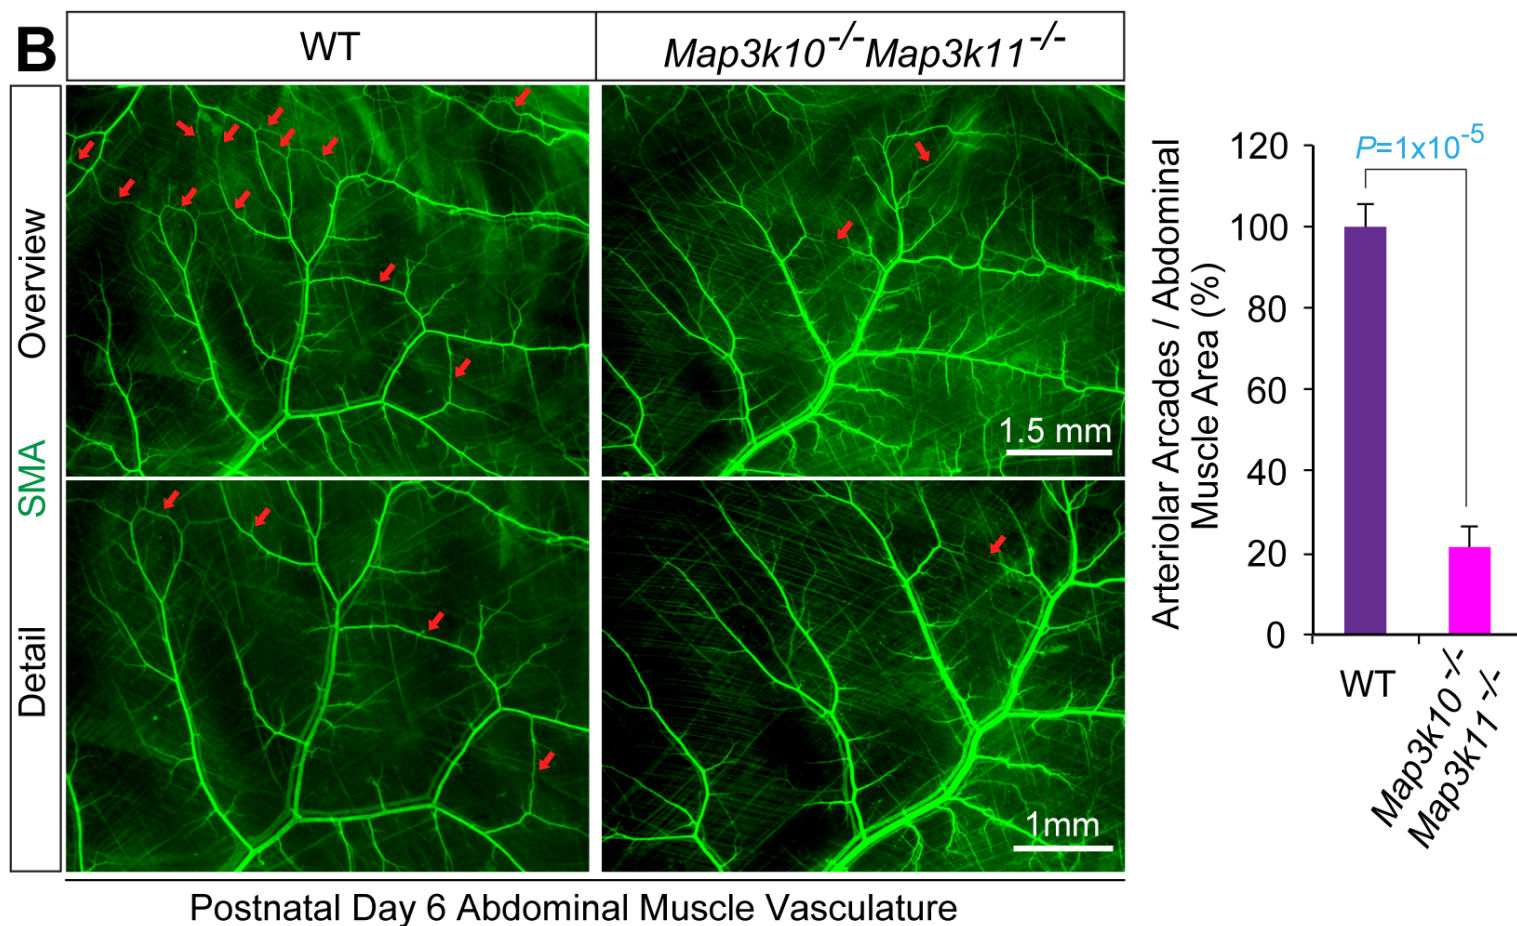 B
WT
Map3k10-/-Map3k11-/-
Overview
SMA
Detail
1.5 mm
1mm
Postnatal Day 6 Abdominal Muscle Vasculature
Arteriolar Arcades / Abdominal
Muscle Area (%)
120
100
80
60
40
20
0
P=1x10-5
WT
Map3k10-/-
Map3k11-/-